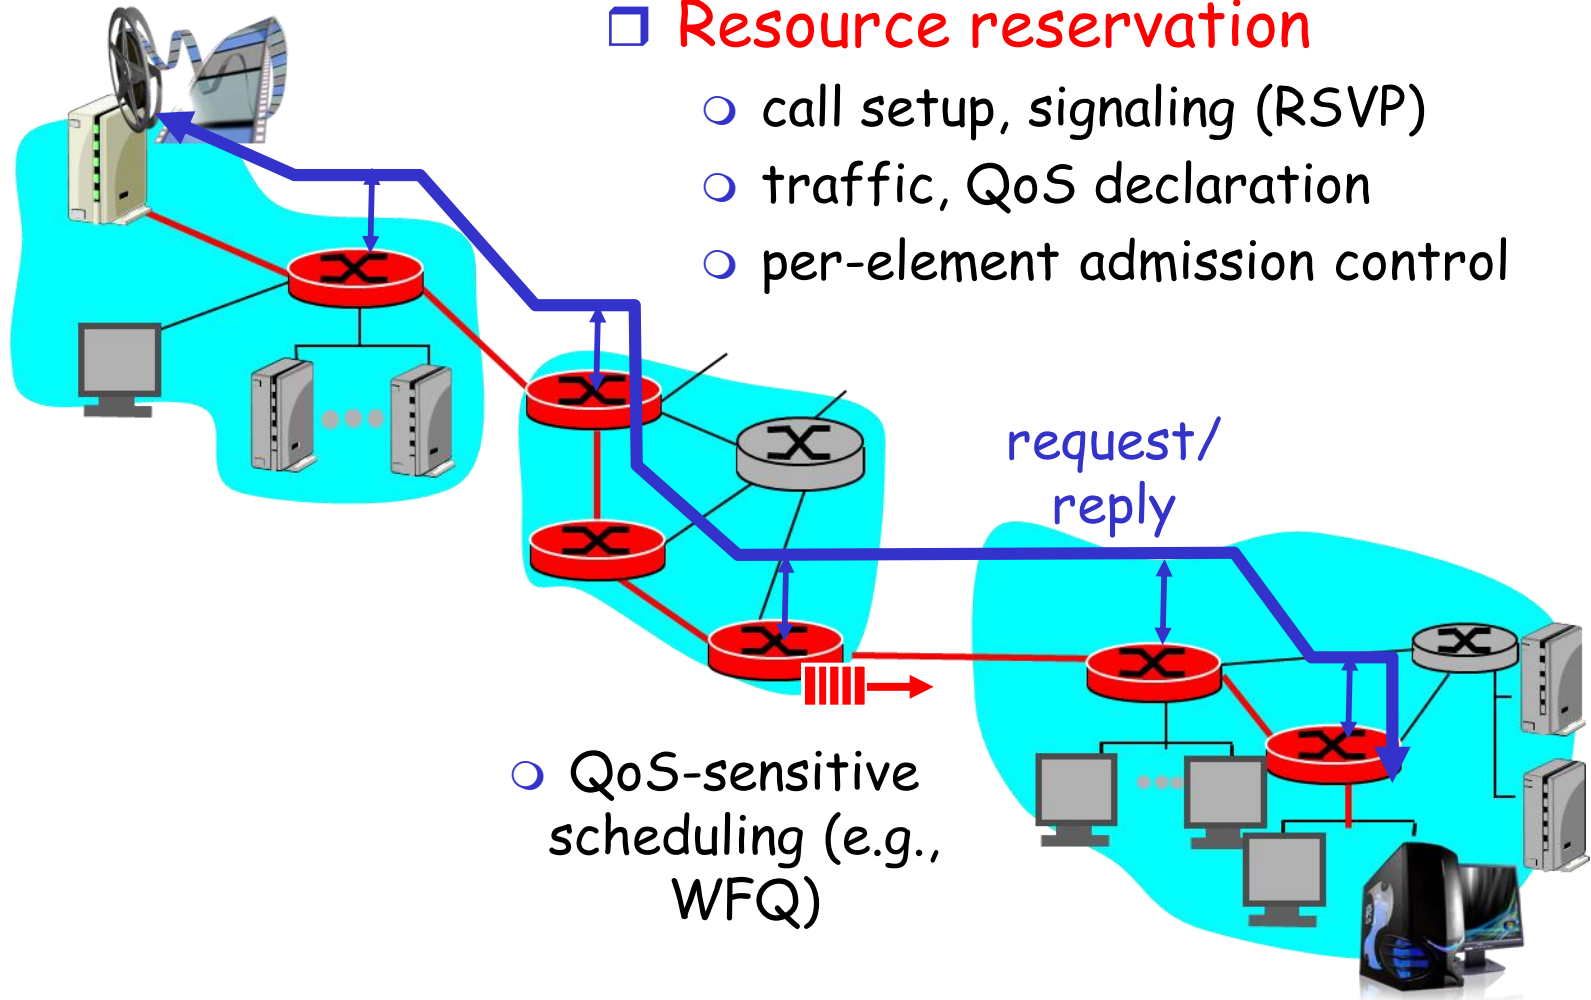 Resource reservation
call setup, signaling (RSVP)
traffic, QoS declaration
per-element admission control
request/
reply
QoS-sensitive
scheduling (e.g.,
WFQ)